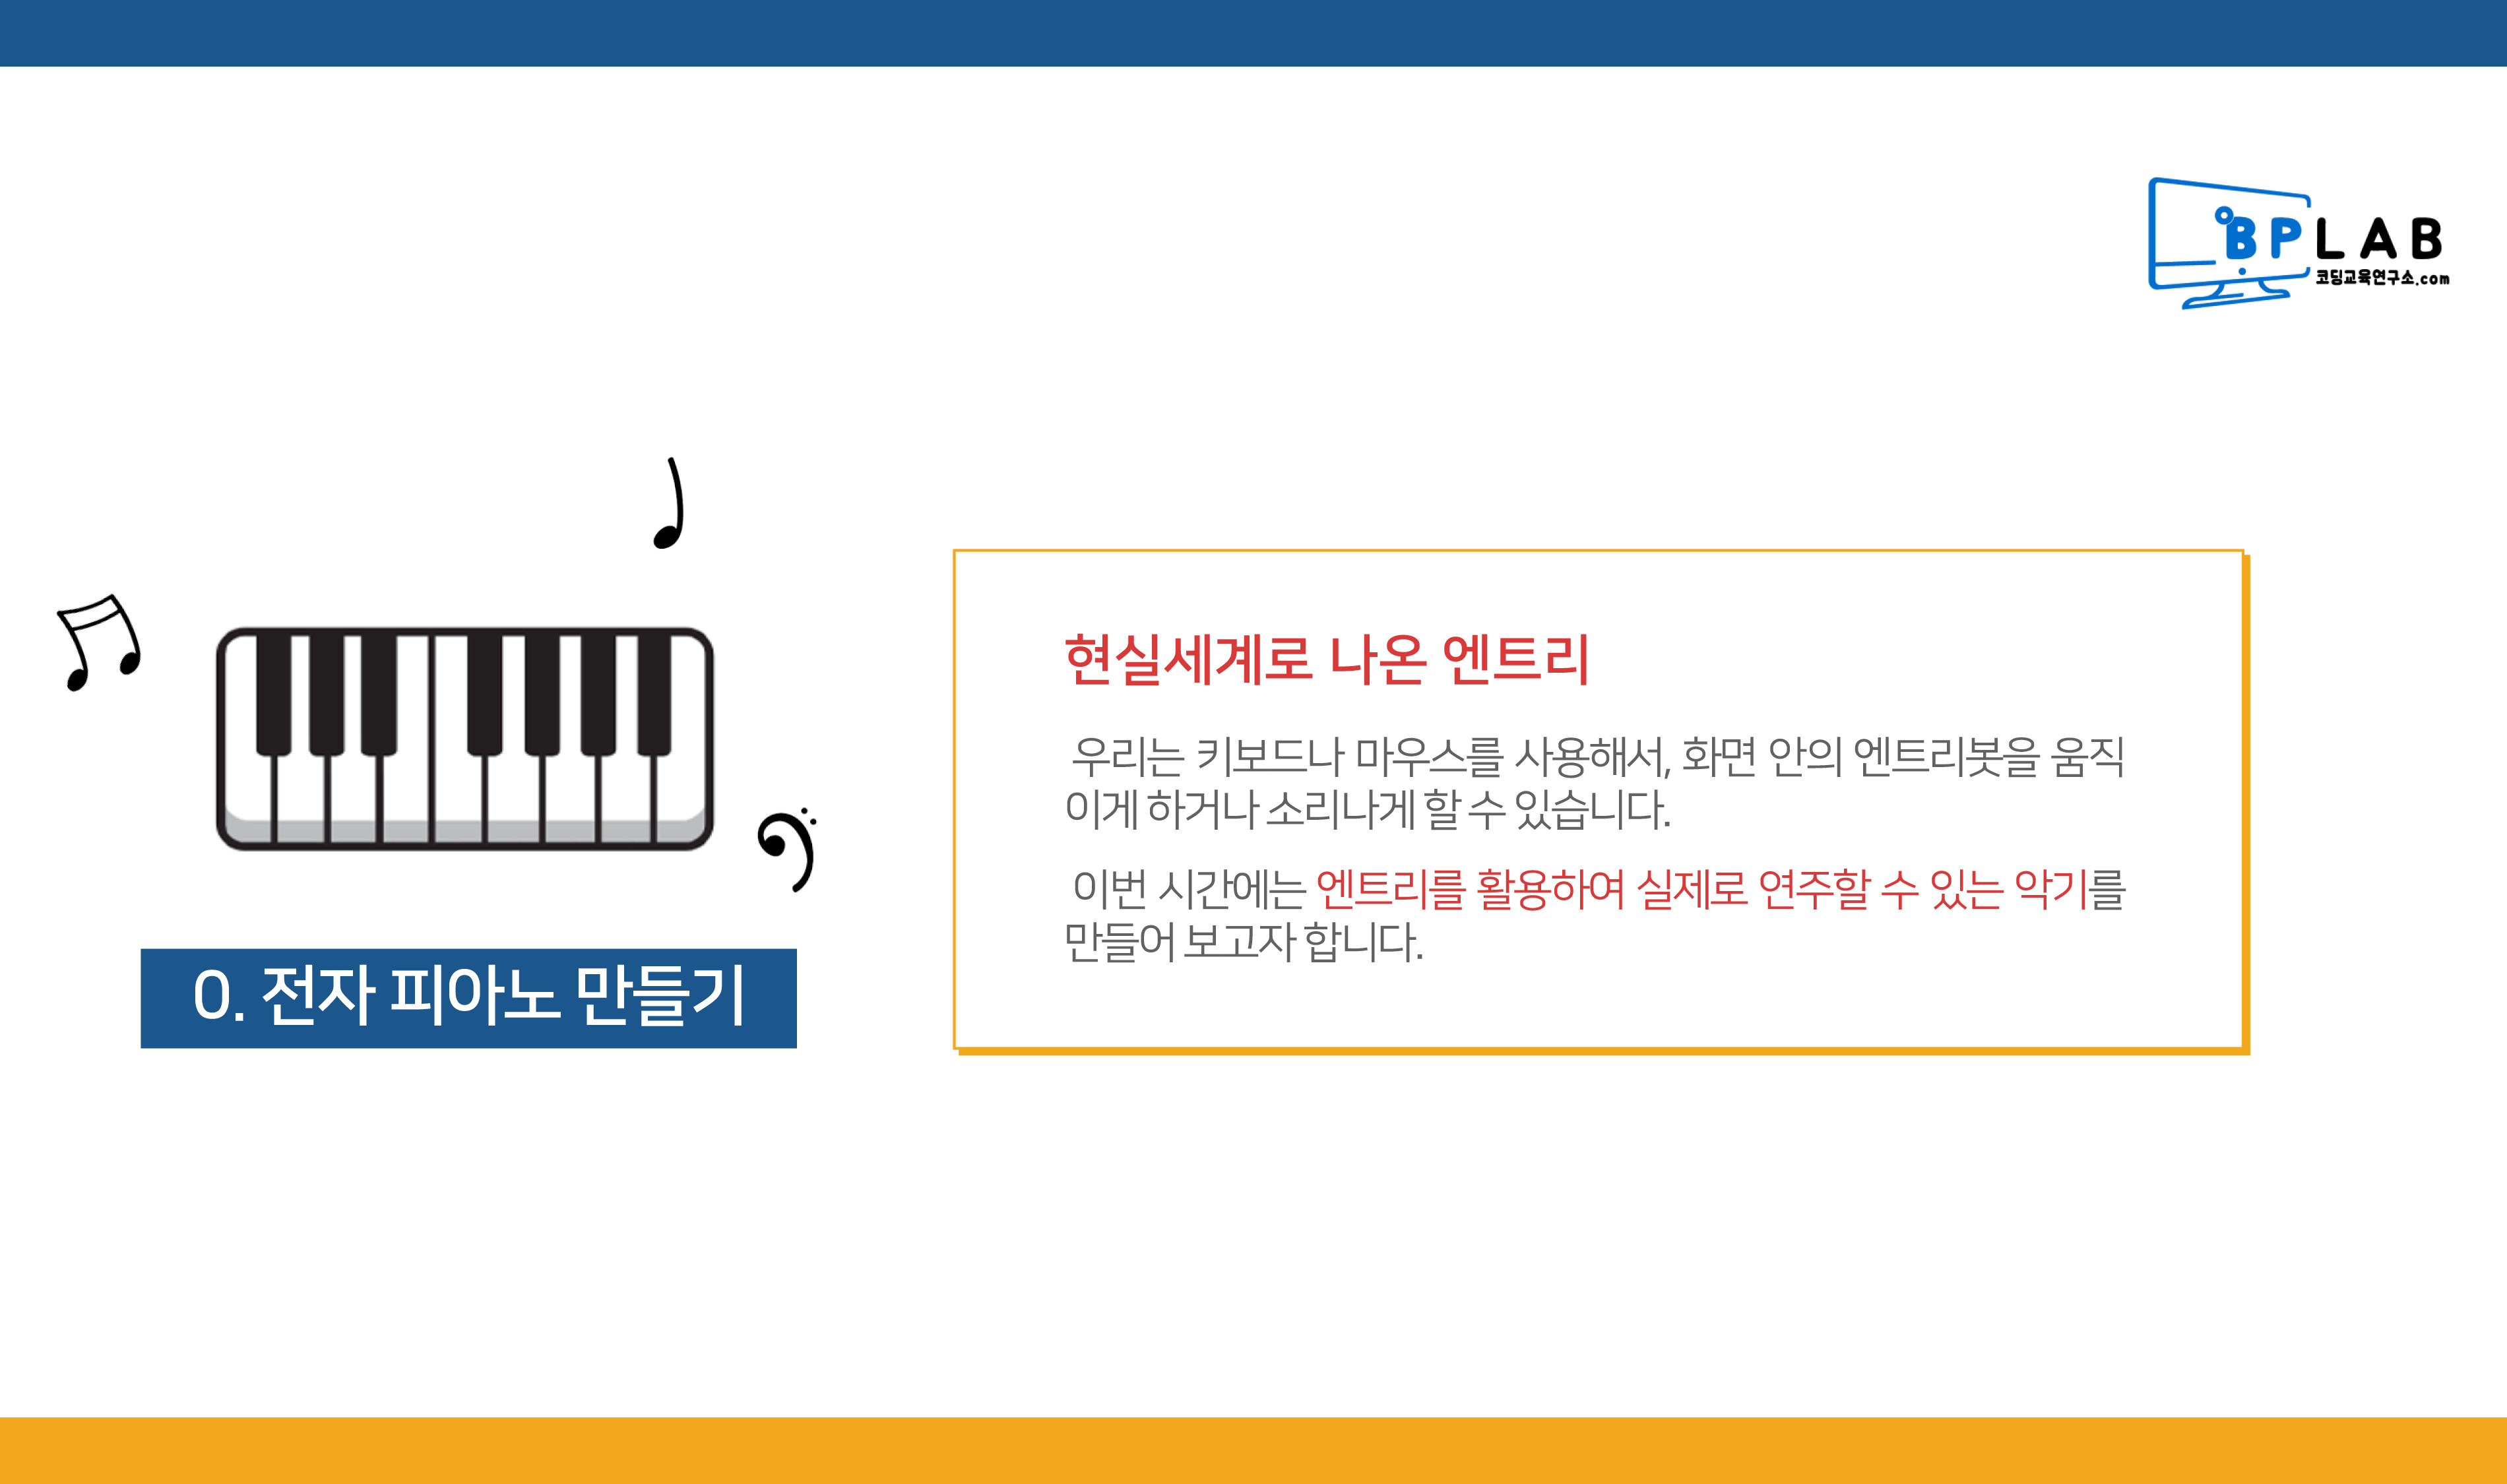 BPLAB
코딩교육연구소.com
0. 전자 피아노 만들기
현실세계로 나온 엔트리
우리는 키보드나 마우스를 사용해서, 화면 안의 엔트리봇을 움직
이게 하거나 소리나게 할 수 있습니다.
이번 시간에는 엔트리를 활용하여 실제로 연주할 수 있는 악기를
만들어 보고자 합니다.